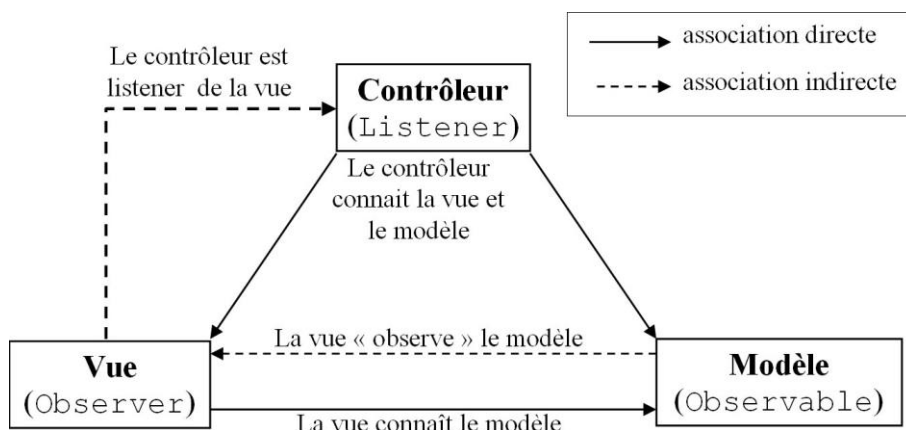 association directe
association indirecte
Le contrôleur est
listener de la vue
Contrôleur
(Listener)
Le contrôleur
connait la vue et
le modèle
La vue « observe » le modèle
Vue
(Observer)
Modèle
(Observable)
La vue connaît le modèle